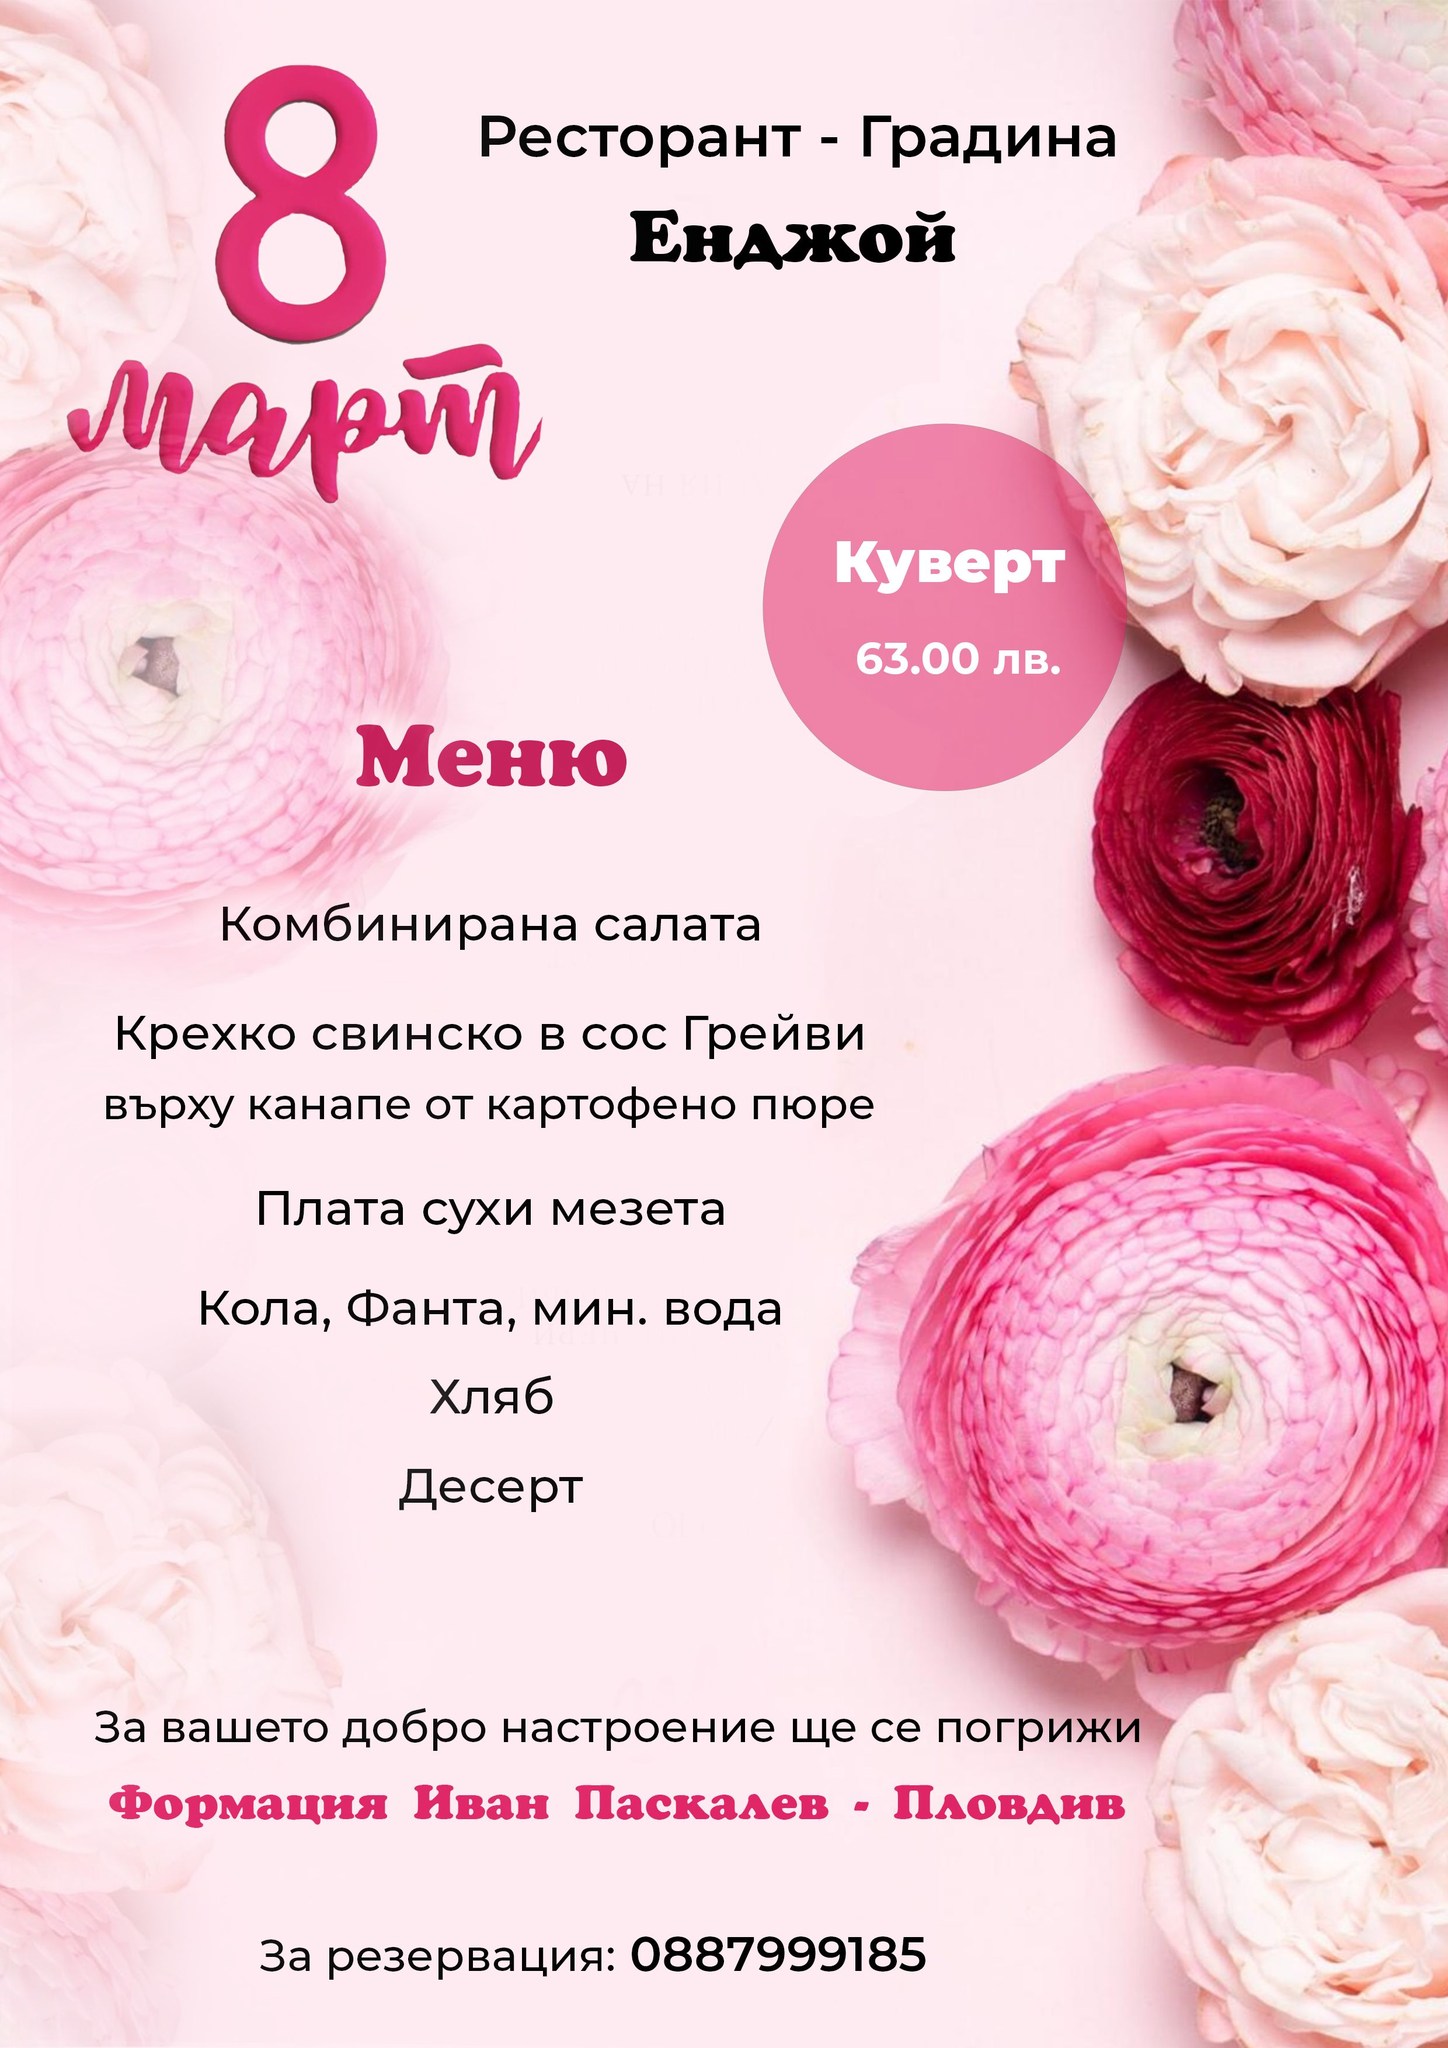 8
март
Ресторант - Градина
Енджой
Куверт
63.00 лв.
Меню
Комбинирана салата
Крехко свинско в сос Грейви
върху канапе от картофено пюре
Плата сухи мезета
Кола, Фанта, мин. вода
Хляб
Десерт
За вашето добро настроение ще се погрижи
Формация Иван Паскалев - Пловдив
За резервация: 0887999185